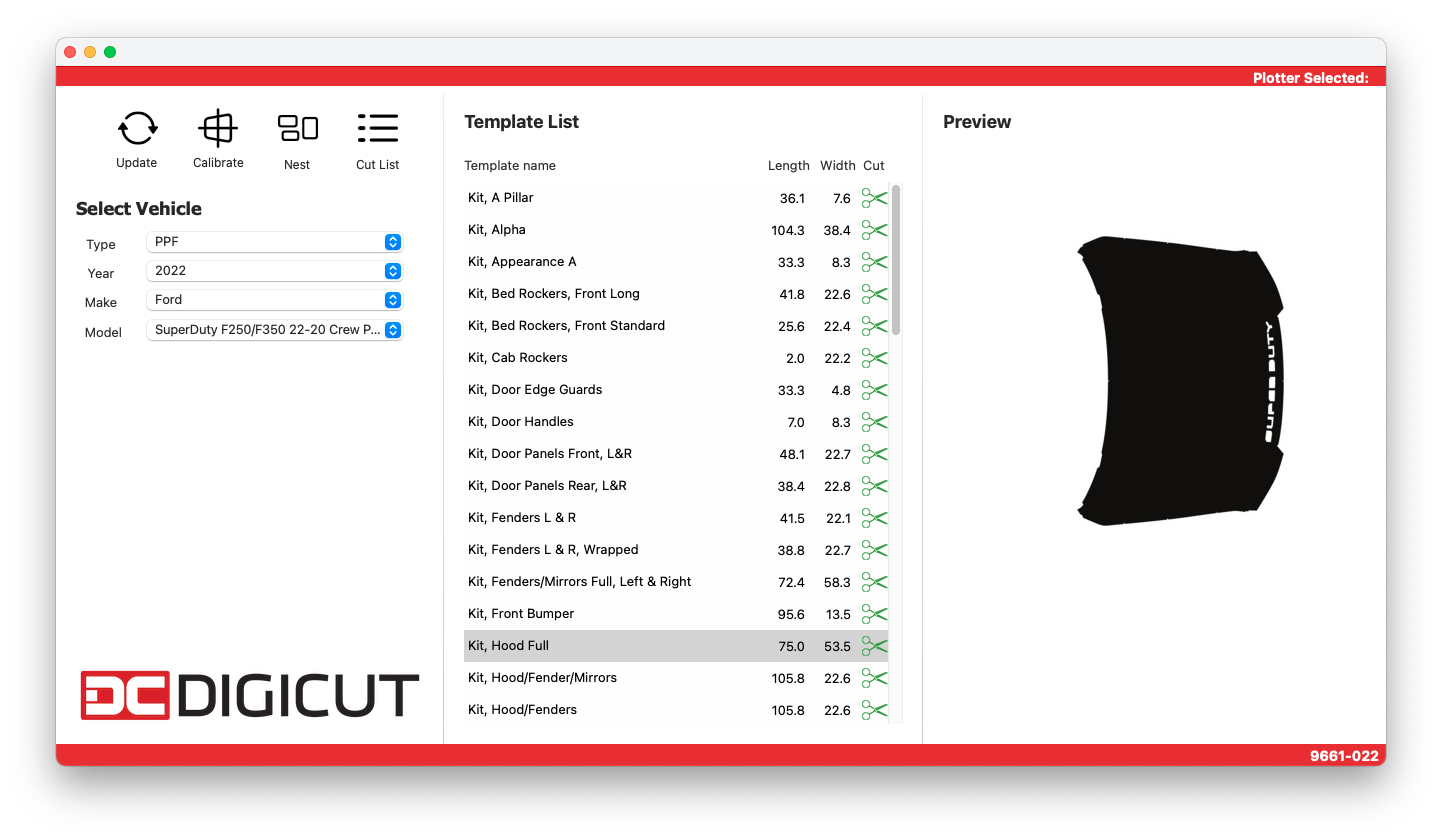 Plotter Selected:
Update
Calibrate
Nest
Cut List
Select Vehicle
Type PPF
Year 2022
Make Ford
Model SuperDuty F250/F350 22-20 Crew P...
DC DIGICUT
Template List
Template name Length Width Cut
Kit, A Pillar 36.1 7.6
Kit, Alpha 104.3 38.4
Kit, Appearance A 33.3 8.3
Kit, Bed Rockers, Front Long 41.8 22.6
Kit, Bed Rockers, Front Standard 25.6 22.4
Kit, Cab Rockers 2.0 22.2
Kit, Door Edge Guards 33.3 4.8
Kit, Door Handles 7.0 8.3
Kit, Door Panels Front, L&R 48.1 22.7
Kit, Door Panels Rear, L&R 38.4 22.8
Kit, Fenders L & R 41.5 22.1
Kit, Fenders L & R, Wrapped 38.8 22.7
Kit, Fenders/Mirrors Full, Left & Right 72.4 58.3
Kit, Front Bumper 95.6 13.5
Kit, Hood Full 75.0 53.5
Kit, Hood/Fender/Mirrors 105.8 22.6
Kit, Hood/Fenders 105.8 22.6
Preview
SUPER DUTY
9661-022